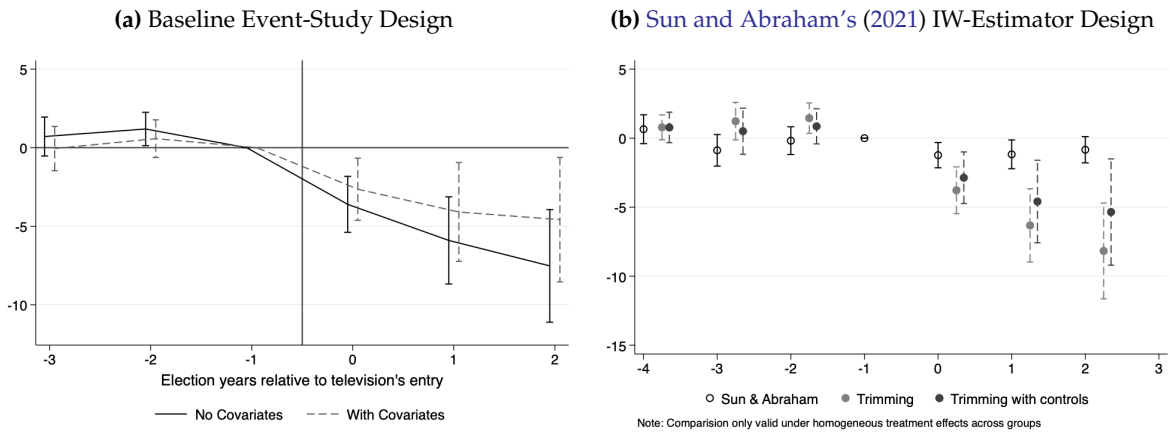 (a) Baseline Event-Study Design
5
0
-5
-10
-3 -2 -1 0 1 2
Election years relative to television's entry
No Covariates With Covariates
(b) Sun and Abraham's (2021) IW-Estimator Design
5
0
-5
-10
-15
-4 -3 -2 -1 0 1 2 3
Sun & Abraham Trimming Trimming with controls
Note: Comparision only valid under homogeneous treatment effects across groups